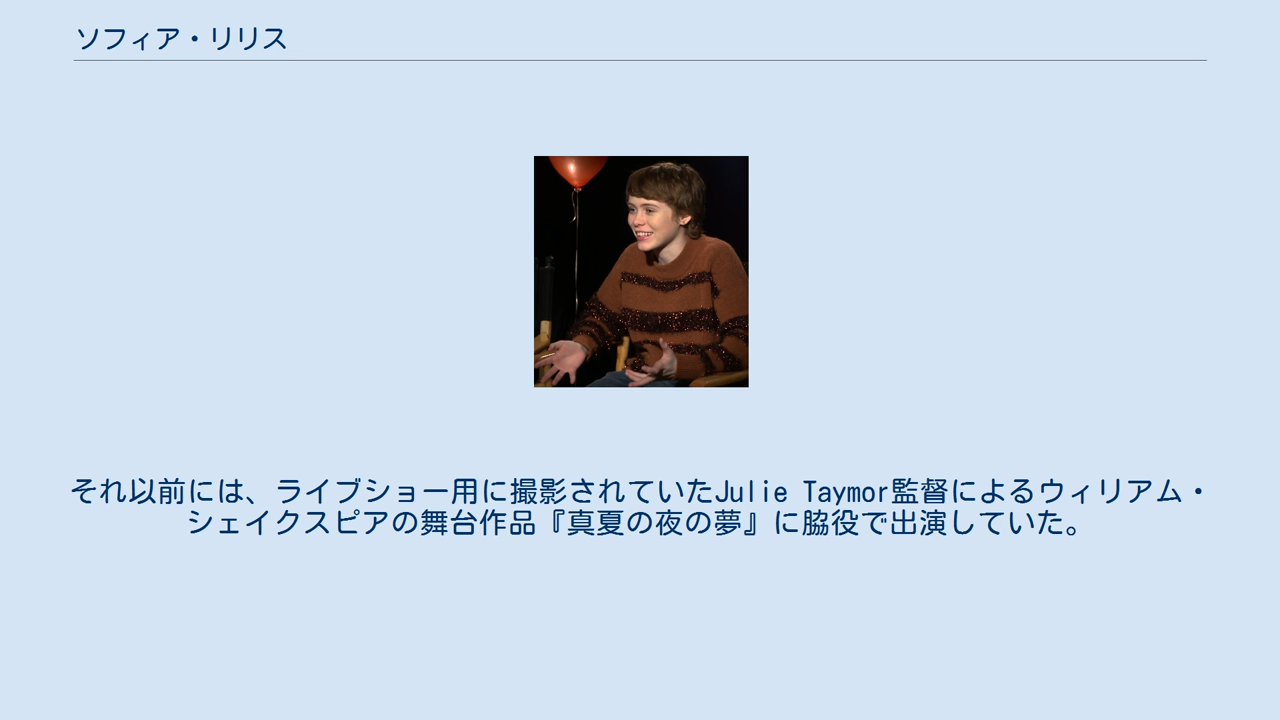 ソフィア・リリス
それ以前には、ライブショー用に撮影されていたJulie Taymor監督によるウィリアム・
シェイクスピアの舞台作品『真夏の夜の夢』に脇役で出演していた。